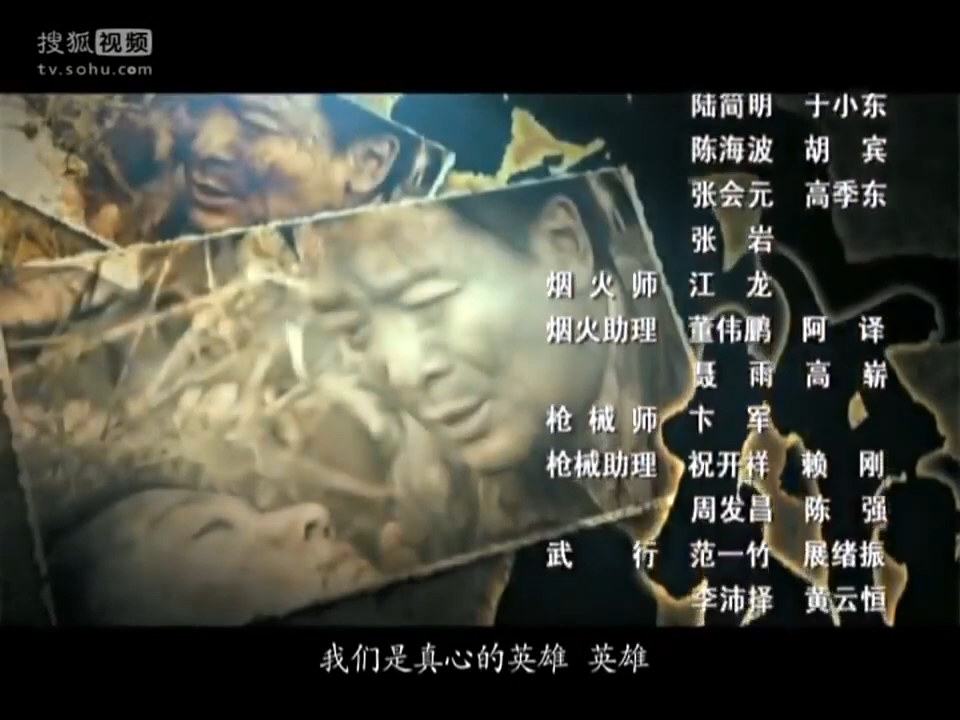 搜狐视频
tv.sohu.com
陆简明 于小东
陈海波 胡 宾
张会元 高季东
张 岩
烟火师 江 龙
烟火助理 董伟鹏 阿 译
聂 雨 高 崭
枪械师 卞 军
枪械助理 祝开样 赖 刚
周发昌 陈 强
武 行 范一竹 展绪振
李沛择 黄云恒
我们是真心的英雄 英雄